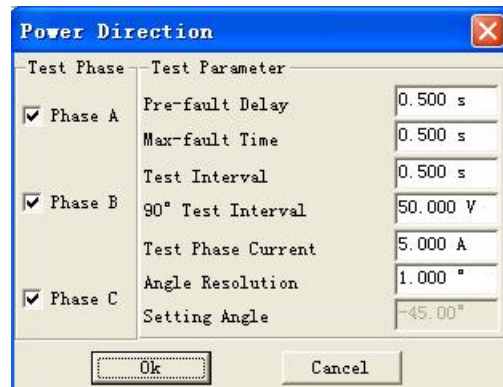 Power Direction
Test Phase Test Parameter
Pre-fault Delay 0.500 s
Phase A
Max-fault Time 0.500 s
Test Interval 0.500 s
Phase B 90° Test Interval 50.000 V
Test Phase Current 5.000 A
Angle Resolution 1.000 °
Phase C
Setting Angle -45.00°
Ok Cancel